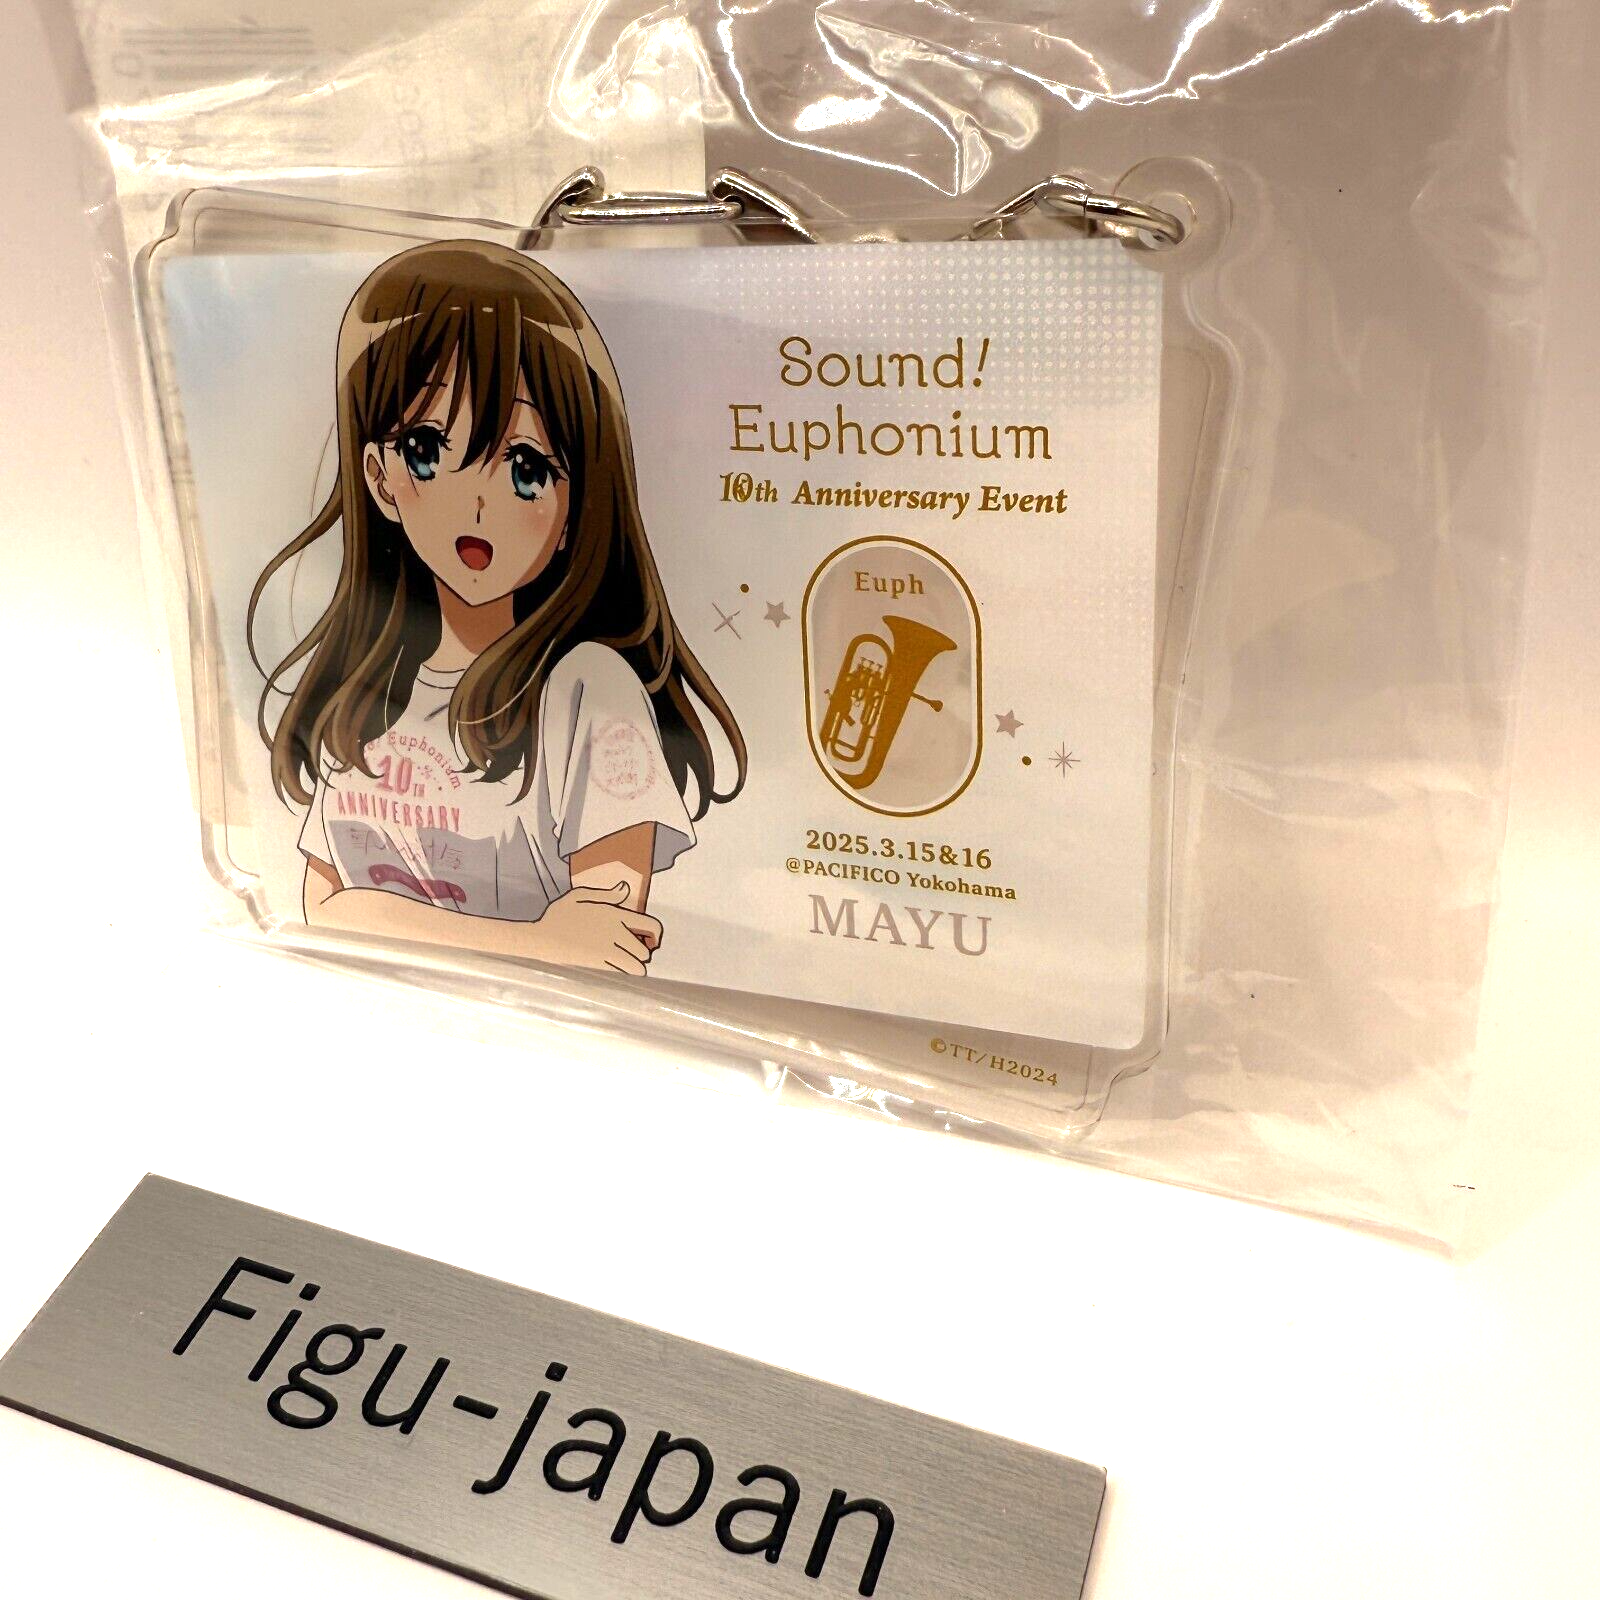 Sound!
Euphonium
10th Anniversary Event
Euph
Euphonium
10TH
ANNIVERSARY
2025.3.15&16
@PACIFICO Yokohama
MAYU
©TT/H2024
Figu-japan